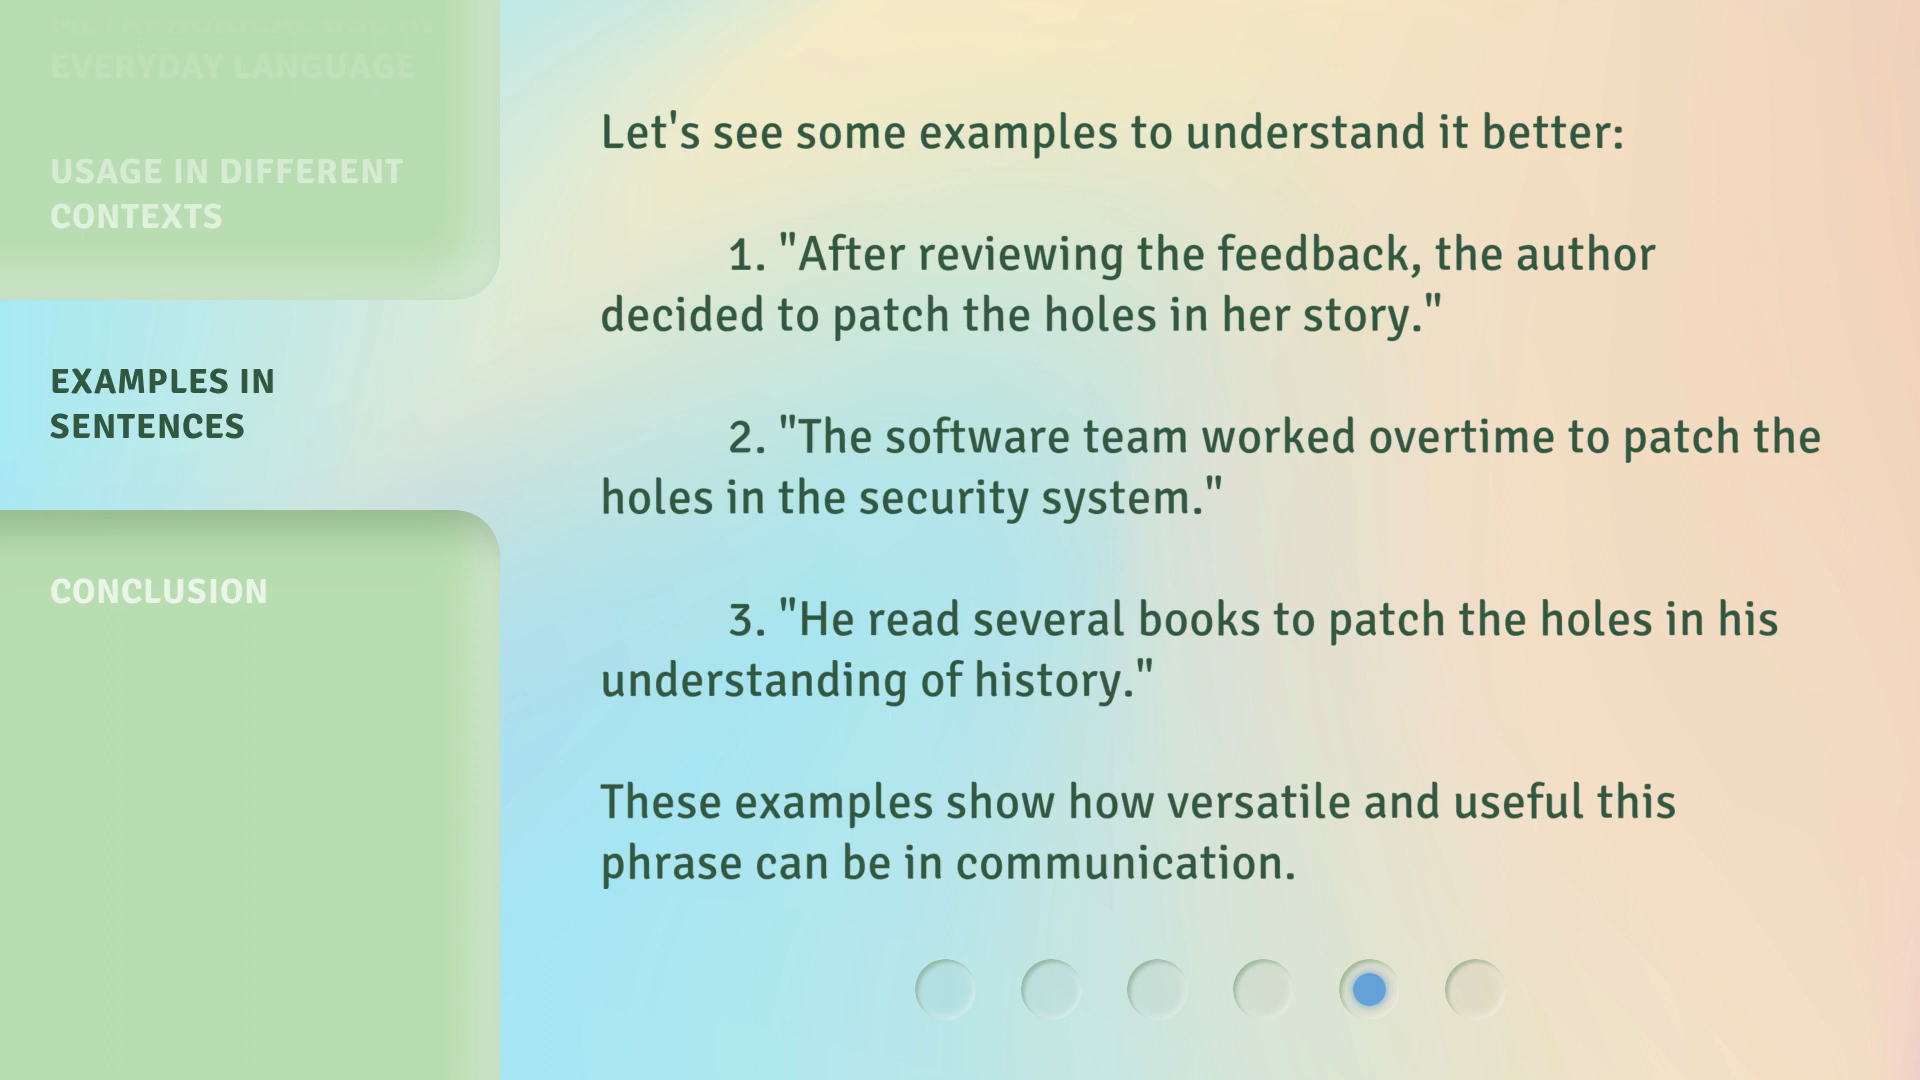 EVERYDAY LANGUAGE
USAGE IN DIFFERENT
CONTEXTS
EXAMPLES IN
SENTENCES
CONCLUSION
Let's see some examples to understand it better:
1. "After reviewing the feedback, the author
decided to patch the holes in her story."
2. "The software team worked overtime to patch the
holes in the security system."
3. "He read several books to patch the holes in his
understanding of history."
These examples show how versatile and useful this
phrase can be in communication.